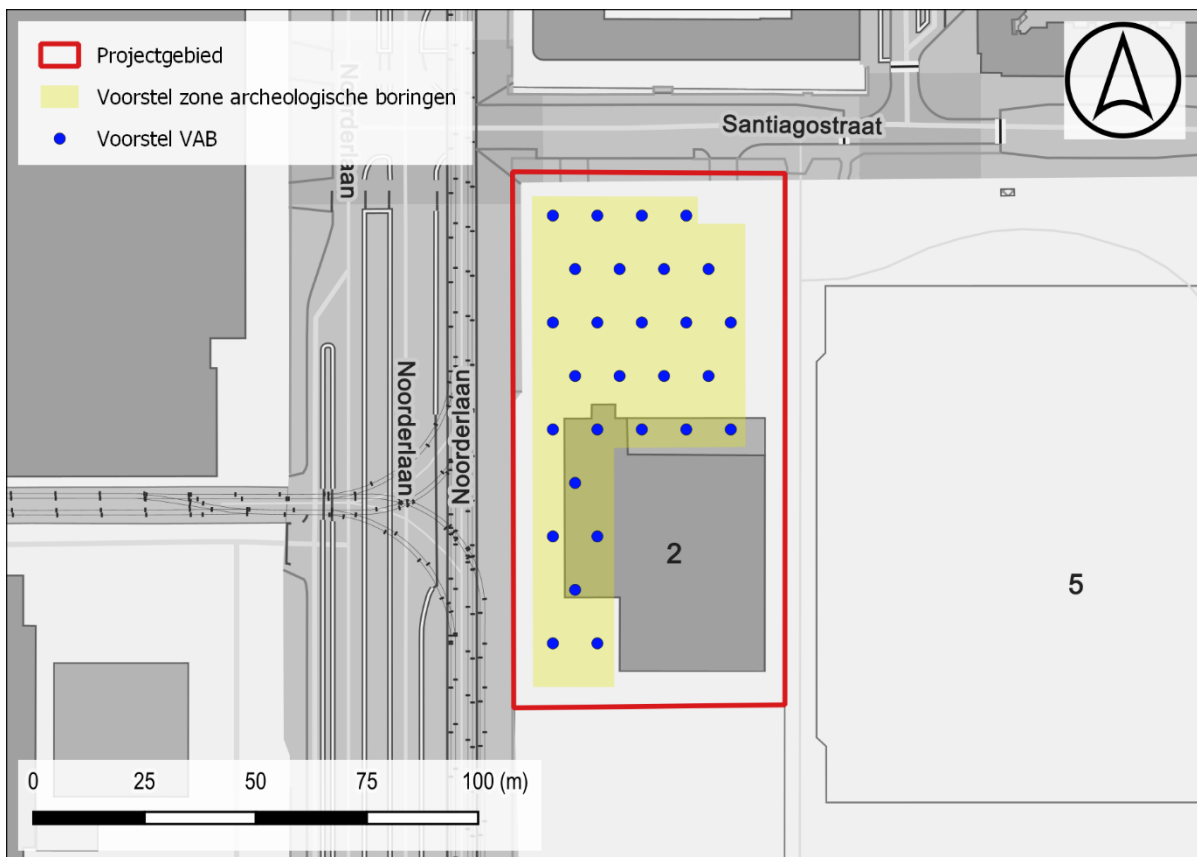 Projectgebied
Voorstel zone archeologische boringen
Voorstel VAB
Noorderlaan
Santiagostraat
Noorderlaan
Noorderlaan
2
5
0 25 50 75 100 (m)